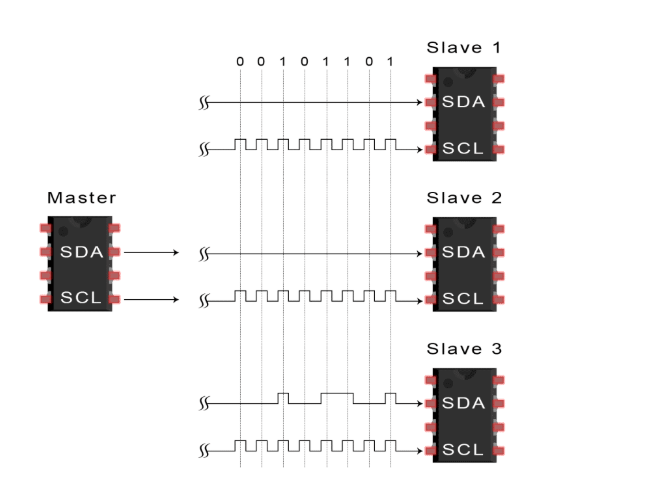 Slave 1
0 0 1 0 1 1 0 1
SDA
SCL
Master
SDA
SCL
Slave 2
SDA
SCL
Slave 3
SDA
SCL